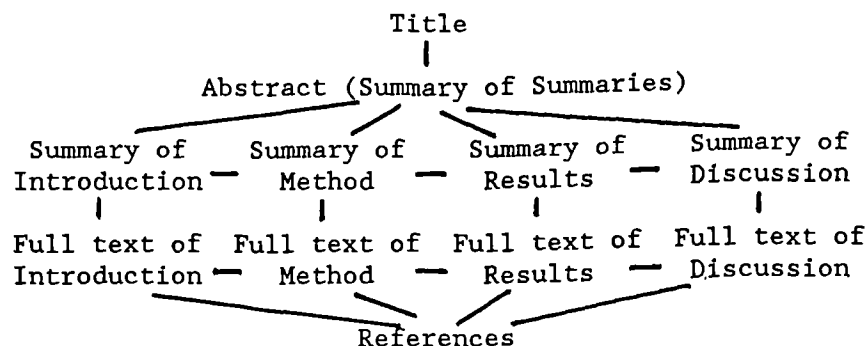 Title
Abstract (Summary of Summaries)
Summary of Introduction
Summary of Method
Summary of Results
Summary of Discussion
Full text of Introduction
Full text of Method
Full text of Results
Full text of Discussion
References